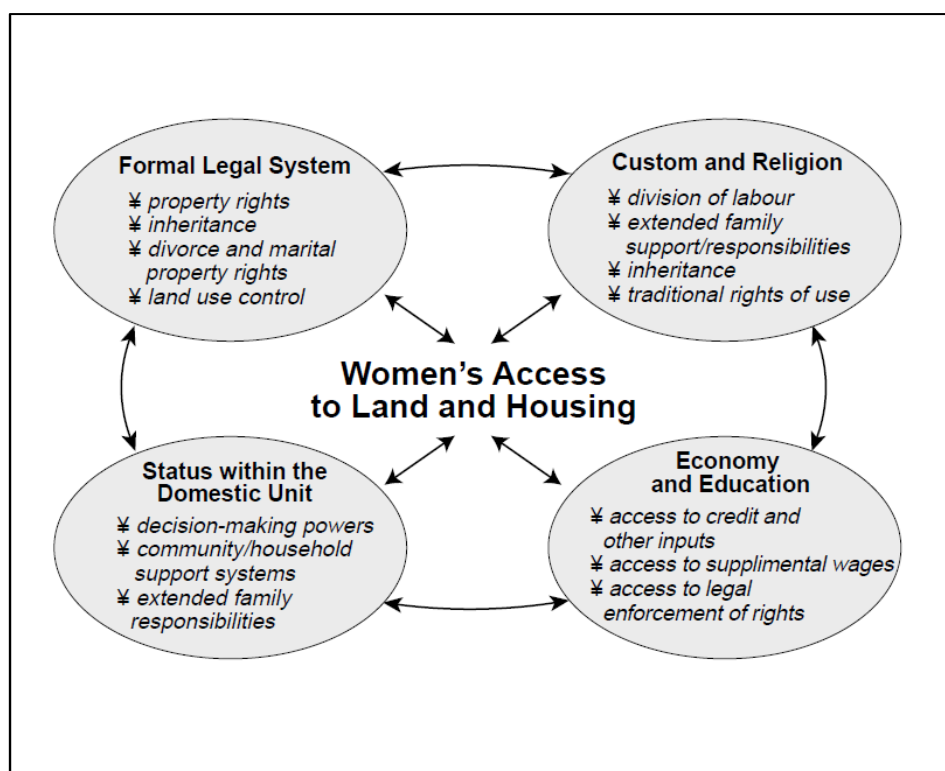 Formal Legal System
¥ property rights
¥ inheritance
¥ divorce and marital
property rights
¥ land use control
Custom and Religion
¥ division of labour
¥ extended family
support/responsibilities
¥ inheritance
¥ traditional rights of use
Women’s Access
to Land and Housing
Status within the
Domestic Unit
¥ decision-making powers
¥ community/household
support systems
¥ extended family
responsibilities
Economy
and Education
¥ access to credit and
other inputs
¥ access to supplimental wages
¥ access to legal
enforcement of rights